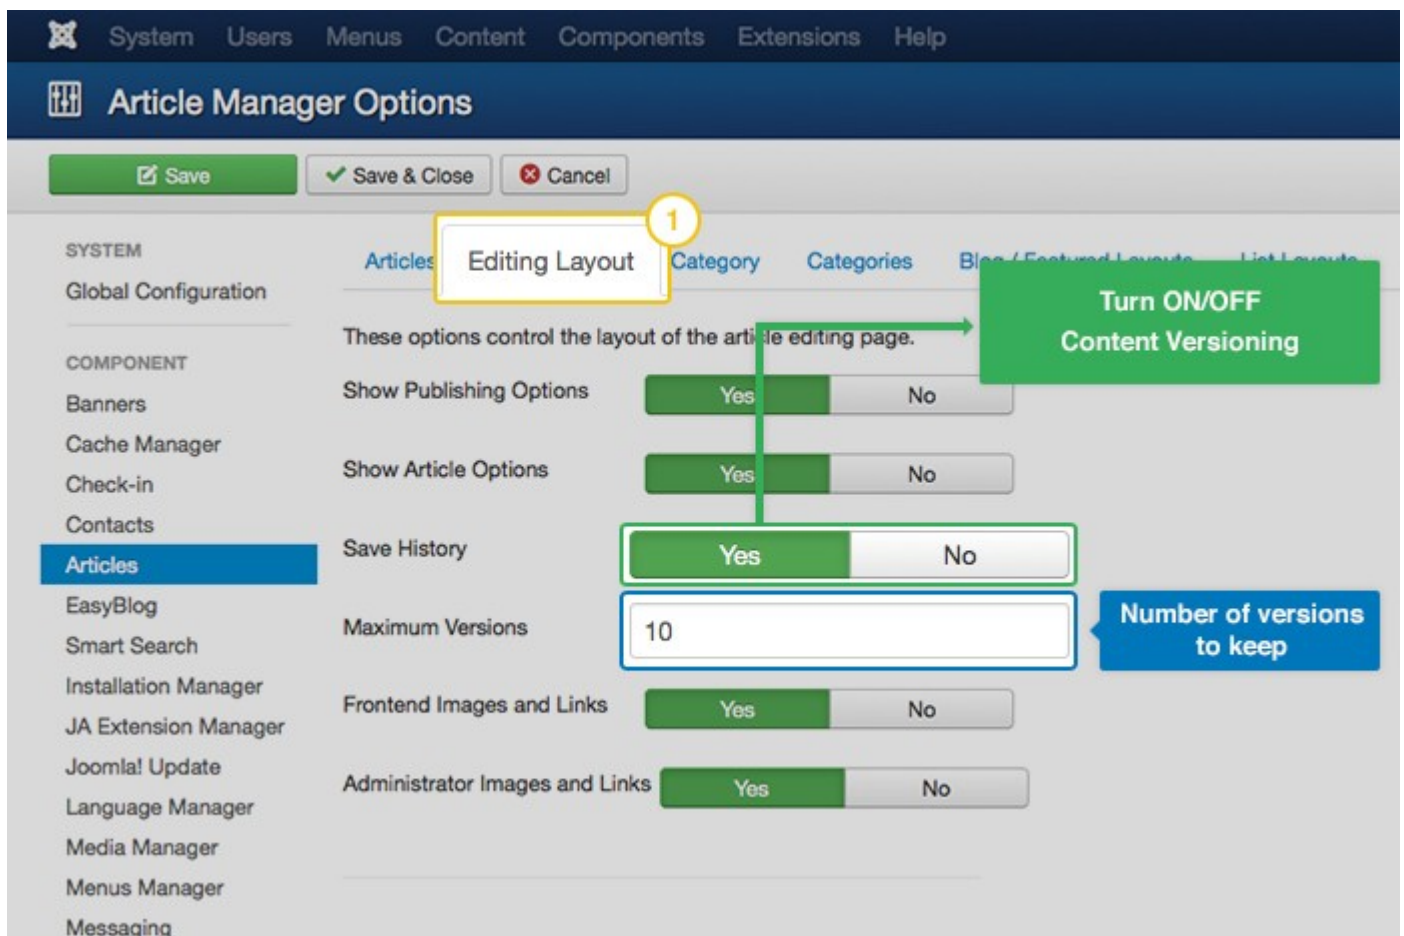 System Users Menus Content Components Extensions Help
Article Manager Options
Save Save & Close Cancel
1
SYSTEM
Global Configuration
COMPONENT
Banners
Cache Manager
Check-in
Contacts
Articles
EasyBlog
Smart Search
Installation Manager
JA Extension Manager
Joomla! Update
Language Manager
Media Manager
Menus Manager
Messaging
Articles Editing Layout Category Categories Blog / Featured Layouts List Layouts
These options control the layout of the article editing page.
Turn ON/OFF
Content Versioning
Show Publishing Options Yes No
Show Article Options Yes No
Save History Yes No
Maximum Versions 10
Number of versions
to keep
Frontend Images and Links Yes No
Administrator Images and Links Yes No